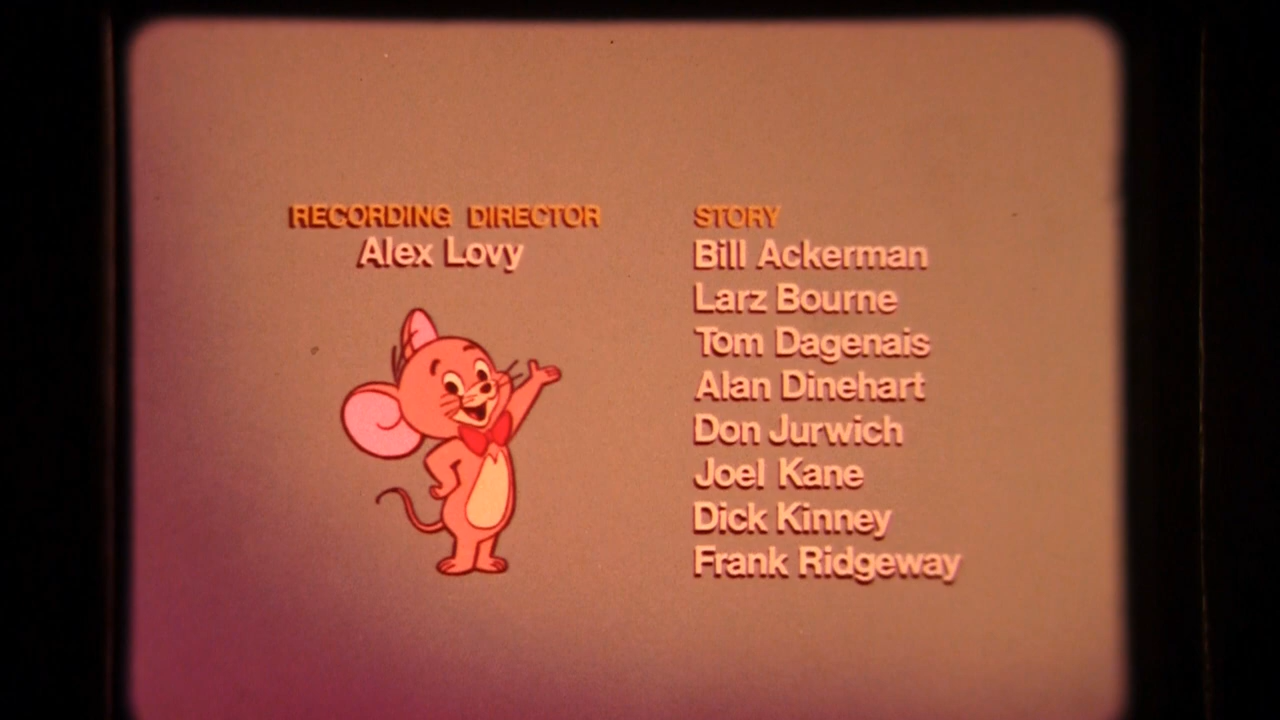 RECORDING DIRECTOR
Alex Lovy
STORY
Bill Ackerman
Larz Bourne
Tom Dagenais
Alan Dinehart
Don Jurwich
Joel Kane
Dick Kinney
Frank Ridgeway